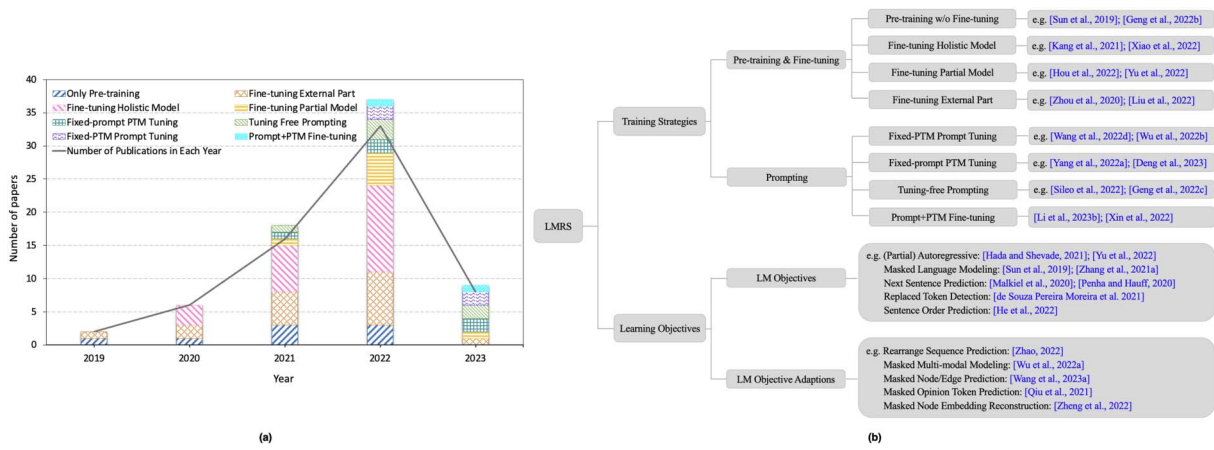 40
35
30
25
20
15
10
5
0
Number of papers
Only Pre-training
Fine-tuning External Part
Fine-tuning Holistic Model
Fine-tuning Partial Model
Fixed-prompt PTM Tuning
Tuning Free Prompting
Fixed-PTM Prompt Tuning
Prompt+PTM Fine-tuning
Number of Publications in Each Year
2019 2020 2021 2022 2023
Year
(a)
LMRS
Training Strategies
Pre-training & Fine-tuning
Pre-training w/o Fine-tuning
e.g. [Sun et al., 2019]; [Geng et al., 2022b]
Fine-tuning Holistic Model
e.g. [Kang et al., 2021]; [Xiao et al., 2022]
Fine-tuning Partial Model
e.g. [Hou et al., 2022]; [Yu et al., 2022]
Fine-tuning External Part
e.g. [Zhou et al., 2020]; [Liu et al., 2022]
Prompting
Fixed-PTM Prompt Tuning
e.g. [Wang et al., 2022d]; [Wu et al., 2022b]
Fixed-prompt PTM Tuning
e.g. [Yang et al., 2022a]; [Deng et al., 2023]
Tuning-free Prompting
e.g. [Sileo et al., 2022]; [Geng et al., 2022c]
Prompt+PTM Fine-tuning
[Li et al., 2023b]; [Xin et al., 2022]
Learning Objectives
LM Objectives
e.g. (Partial) Autoregressive: [Hada and Shevade, 2021]; [Yu et al., 2022]
Masked Language Modeling: [Sun et al., 2019]; [Zhang et al., 2021a]
Next Sentence Prediction: [Malkiel et al., 2020]; [Penha and Hauff, 2020]
Replaced Token Detection: [de Souza Pereira Moreira et al. 2021]
Sentence Order Prediction: [He et al., 2022]
LM Objective Adaptions
e.g. Rearrange Sequence Prediction: [Zhao, 2022]
Masked Multi-modal Modeling: [Wu et al., 2022a]
Masked Node/Edge Prediction: [Wang et al., 2023a]
Masked Opinion Token Prediction: [Qiu et al., 2021]
Masked Node Embedding Reconstruction: [Zheng et al., 2022]
(b)